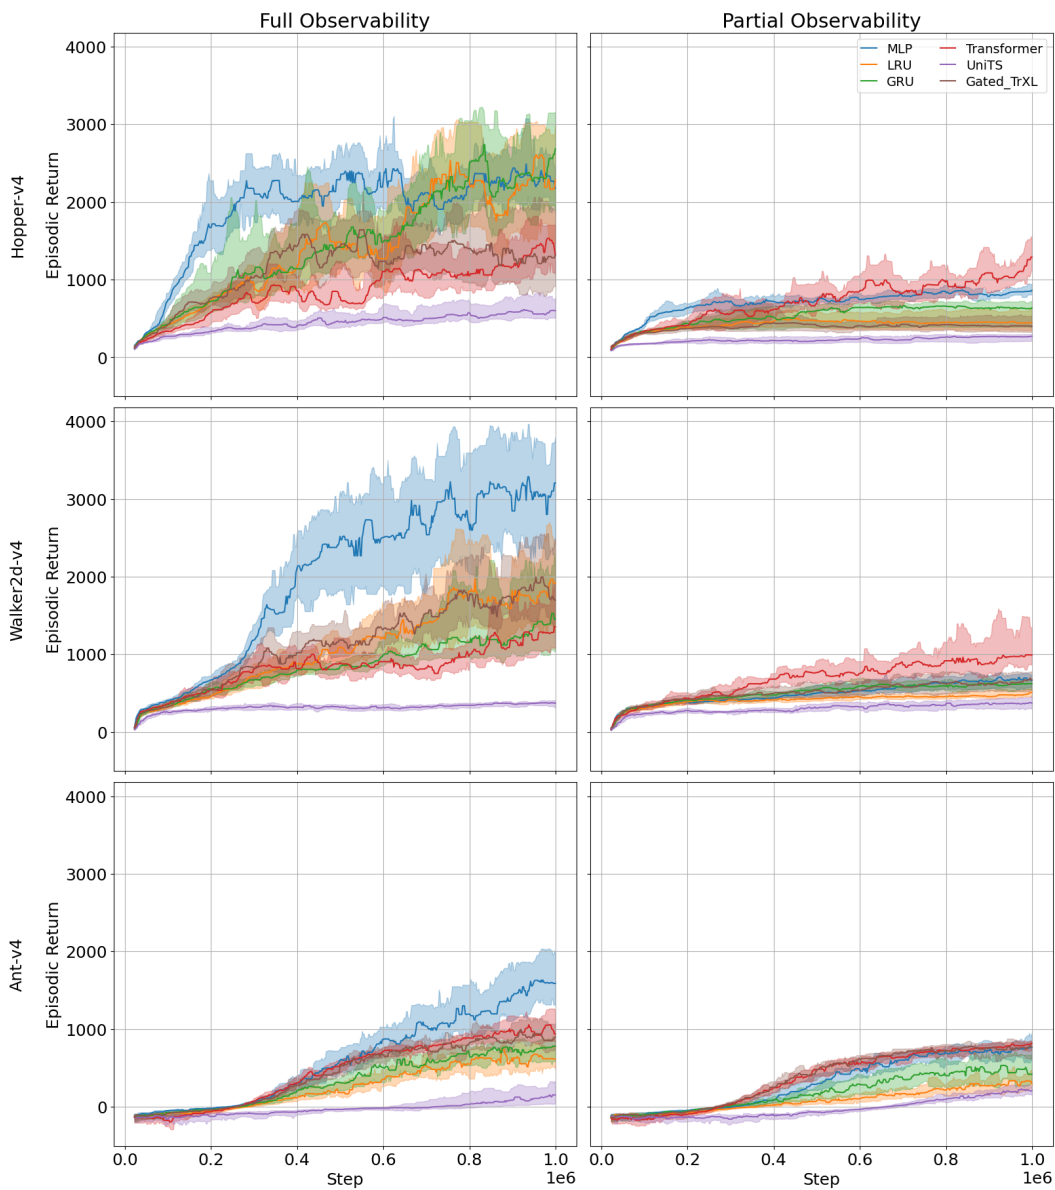 Full Observability
Partial Observability
Hopper-v4
Episodic Return
4000
3000
2000
1000
0
MLP
LRU
GRU
Transformer
UniTS
Gated_TrXL
Walker2d-v4
Episodic Return
4000
3000
2000
1000
0
Ant-v4
Episodic Return
4000
3000
2000
1000
0
0.0 0.2 0.4 0.6 0.8 1.0
Step
1e6
0.0 0.2 0.4 0.6 0.8 1.0
Step
1e6